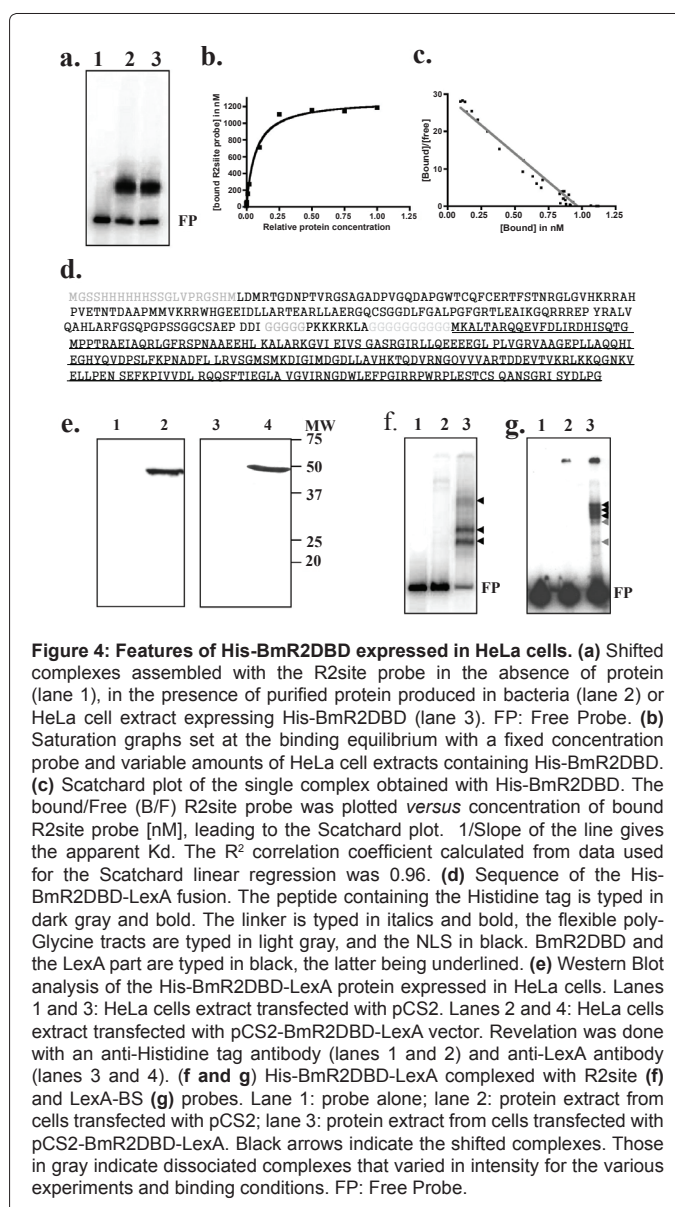 a.
1 2 3
FP
b.
1200
1000
800
600
400
200
0
[bound R2siite probe] in nM
0.00 0.25 0.50 0.75 1.00 1.25
Relative protein concentration
c.
30
20
10
0
[Bound]/[free]
0.00 0.25 0.50 0.75 1.00 1.25
[Bound] in nM
d.
MGSSHHHHHHSSGLVPRGSHMLDMRTGDNPTVRGSAGADPVGQDAPGWTCQFCERTFSTNRGLGVHKRRAH
PVETNTDAAPMMVKRRWHGEEIDLLARTEARLLAERGQCSGGDLFGALPGFGRTLEAIKGQRRREPYRALV
QAHLARFGSQPGPSSGGCSAEPDDIGGGGGPKKKRKLAGGGGGGGGGGMKALTARQQEVFDLIRDHISQTG
MPPTRAEIAQRLGFRSPNAAEEHLKALARKGVIEIVSGASRGIRLLQEEEEGLPLVGRVAAGEPLLAQQHI
EGHYQVDPSLFKPNADFLLRVSGMSMKDIGIMDGDLLAVHKTQDVRNGOVVVARTDDEVTVKRLKKQGNKV
ELLPENSEFKPIVVDLRQQSFTIEGLAVGVIRNGDWLEFPGIRRPWRPLESTCSQANSGRISYDLPG
e.
1 2 3 4 MW
75
50
37
25
20
f.
1 2 3
FP
g.
1 2 3
FP
Figure 4: Features of His-BmR2DBD expressed in HeLa cells. (a) Shifted
complexes assembled with the R2site probe in the absence of protein
(lane 1), in the presence of purified protein produced in bacteria (lane 2) or
HeLa cell extract expressing His-BmR2DBD (lane 3). FP: Free Probe. (b)
Saturation graphs set at the binding equilibrium with a fixed concentration
probe and variable amounts of HeLa cell extracts containing His-BmR2DBD.
(c) Scatchard plot of the single complex obtained with His-BmR2DBD. The
bound/Free (B/F) R2site probe was plotted versus concentration of bound
R2site probe [nM], leading to the Scatchard plot. 1/Slope of the line gives
the apparent Kd. The R² correlation coefficient calculated from data used
for the Scatchard linear regression was 0.96. (d) Sequence of the His-
BmR2DBD-LexA fusion. The peptide containing the Histidine tag is typed in
dark gray and bold. The linker is typed in italics and bold, the flexible poly-
Glycine tracts are typed in light gray, and the NLS in black. BmR2DBD and
the LexA part are typed in black, the latter being underlined. (e) Western Blot
analysis of the His-BmR2DBD-LexA protein expressed in HeLa cells. Lanes
1 and 3: HeLa cells extract transfected with pCS2. Lanes 2 and 4: HeLa cells
extract transfected with pCS2-BmR2DBD-LexA vector. Revelation was done
with an anti-Histidine tag antibody (lanes 1 and 2) and anti-LexA antibody
(lanes 3 and 4). (f and g) His-BmR2DBD-LexA complexed with R2site (f)
and LexA-BS (g) probes. Lane 1: probe alone; lane 2: protein extract from
cells transfected with pCS2; lane 3: protein extract from cells transfected with
pCS2-BmR2DBD-LexA. Black arrows indicate the shifted complexes. Those
in gray indicate dissociated complexes that varied in intensity for the various
experiments and binding conditions. FP: Free Probe.